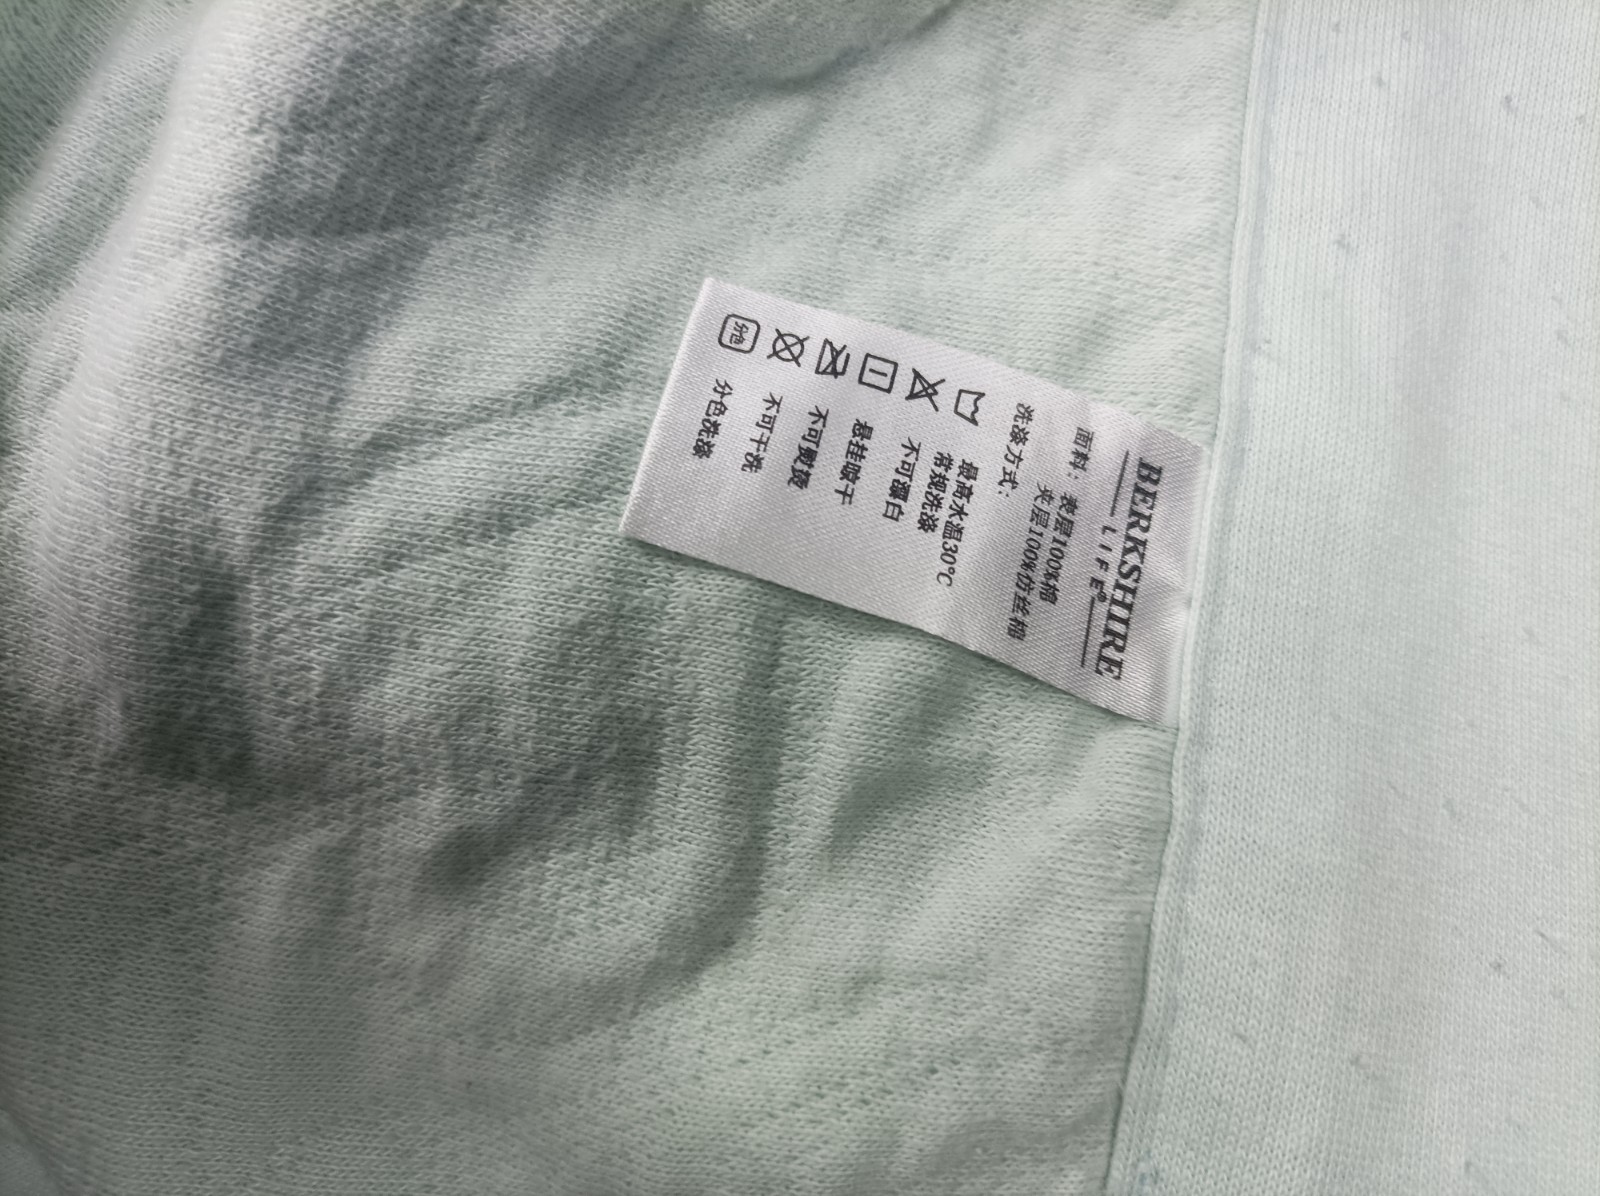 BERKSHIRE
LIFE®
面料：表层100%棉
夹层100%仿丝棉
洗涤方式：
最高水温30°C
常规洗涤
不可漂白
悬挂晾干
不可熨烫
不可干洗
分色 分色洗涤